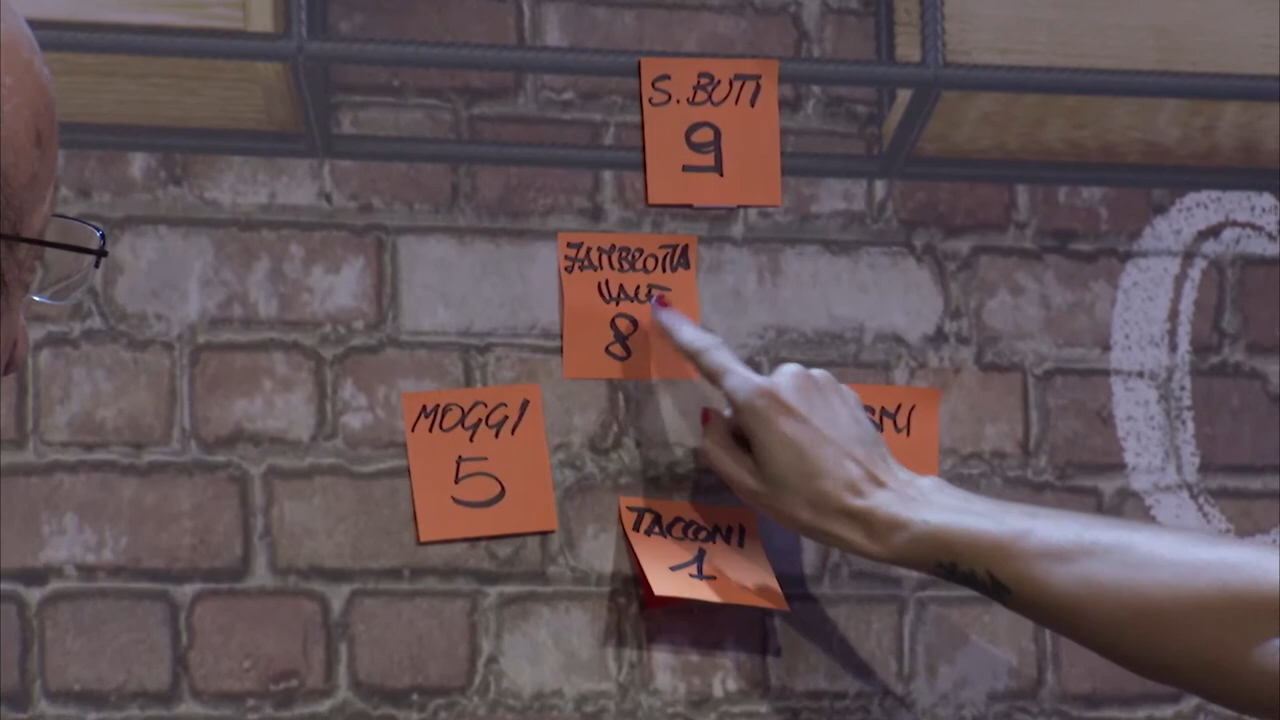 S. BUTI
9
ZAMBROTTA
VALE
8
MOGGI
5
TACCONI
1